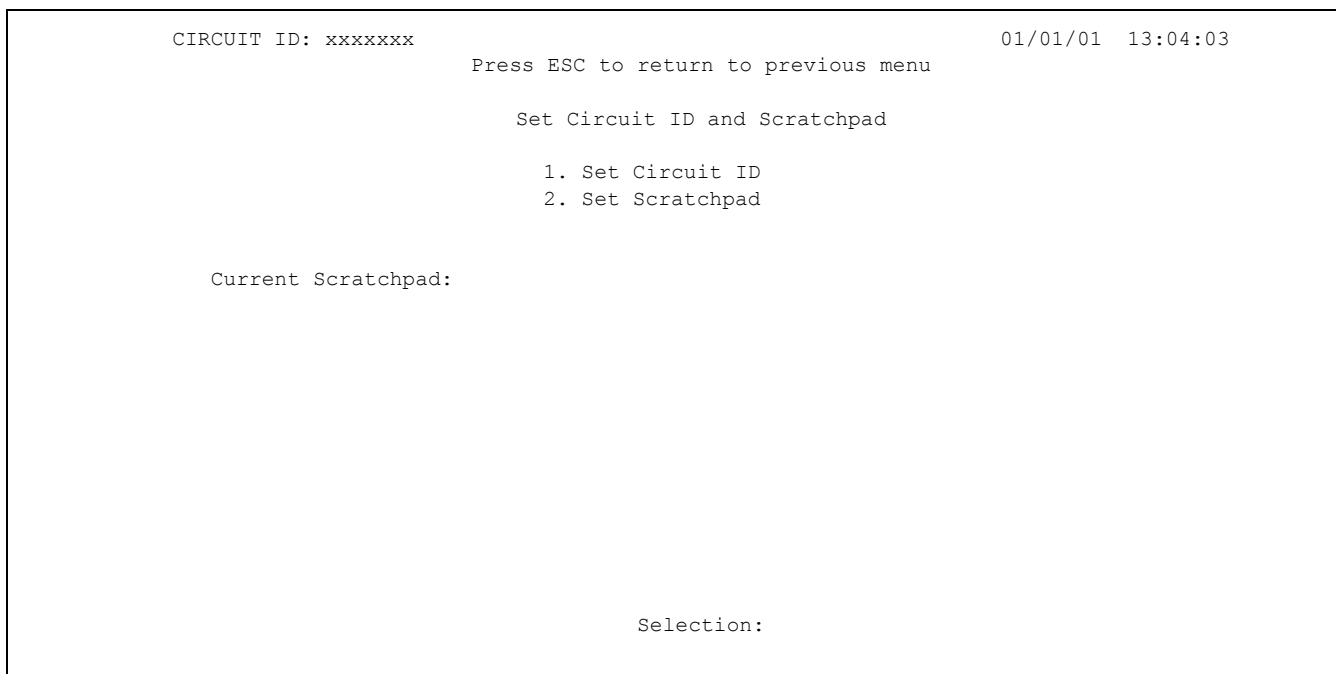 CIRCUIT ID: xxxxxxx 01/01/01 13:04:03
Press ESC to return to previous menu
Set Circuit ID and Scratchpad
1. Set Circuit ID
2. Set Scratchpad
Current Scratchpad:
Selection: